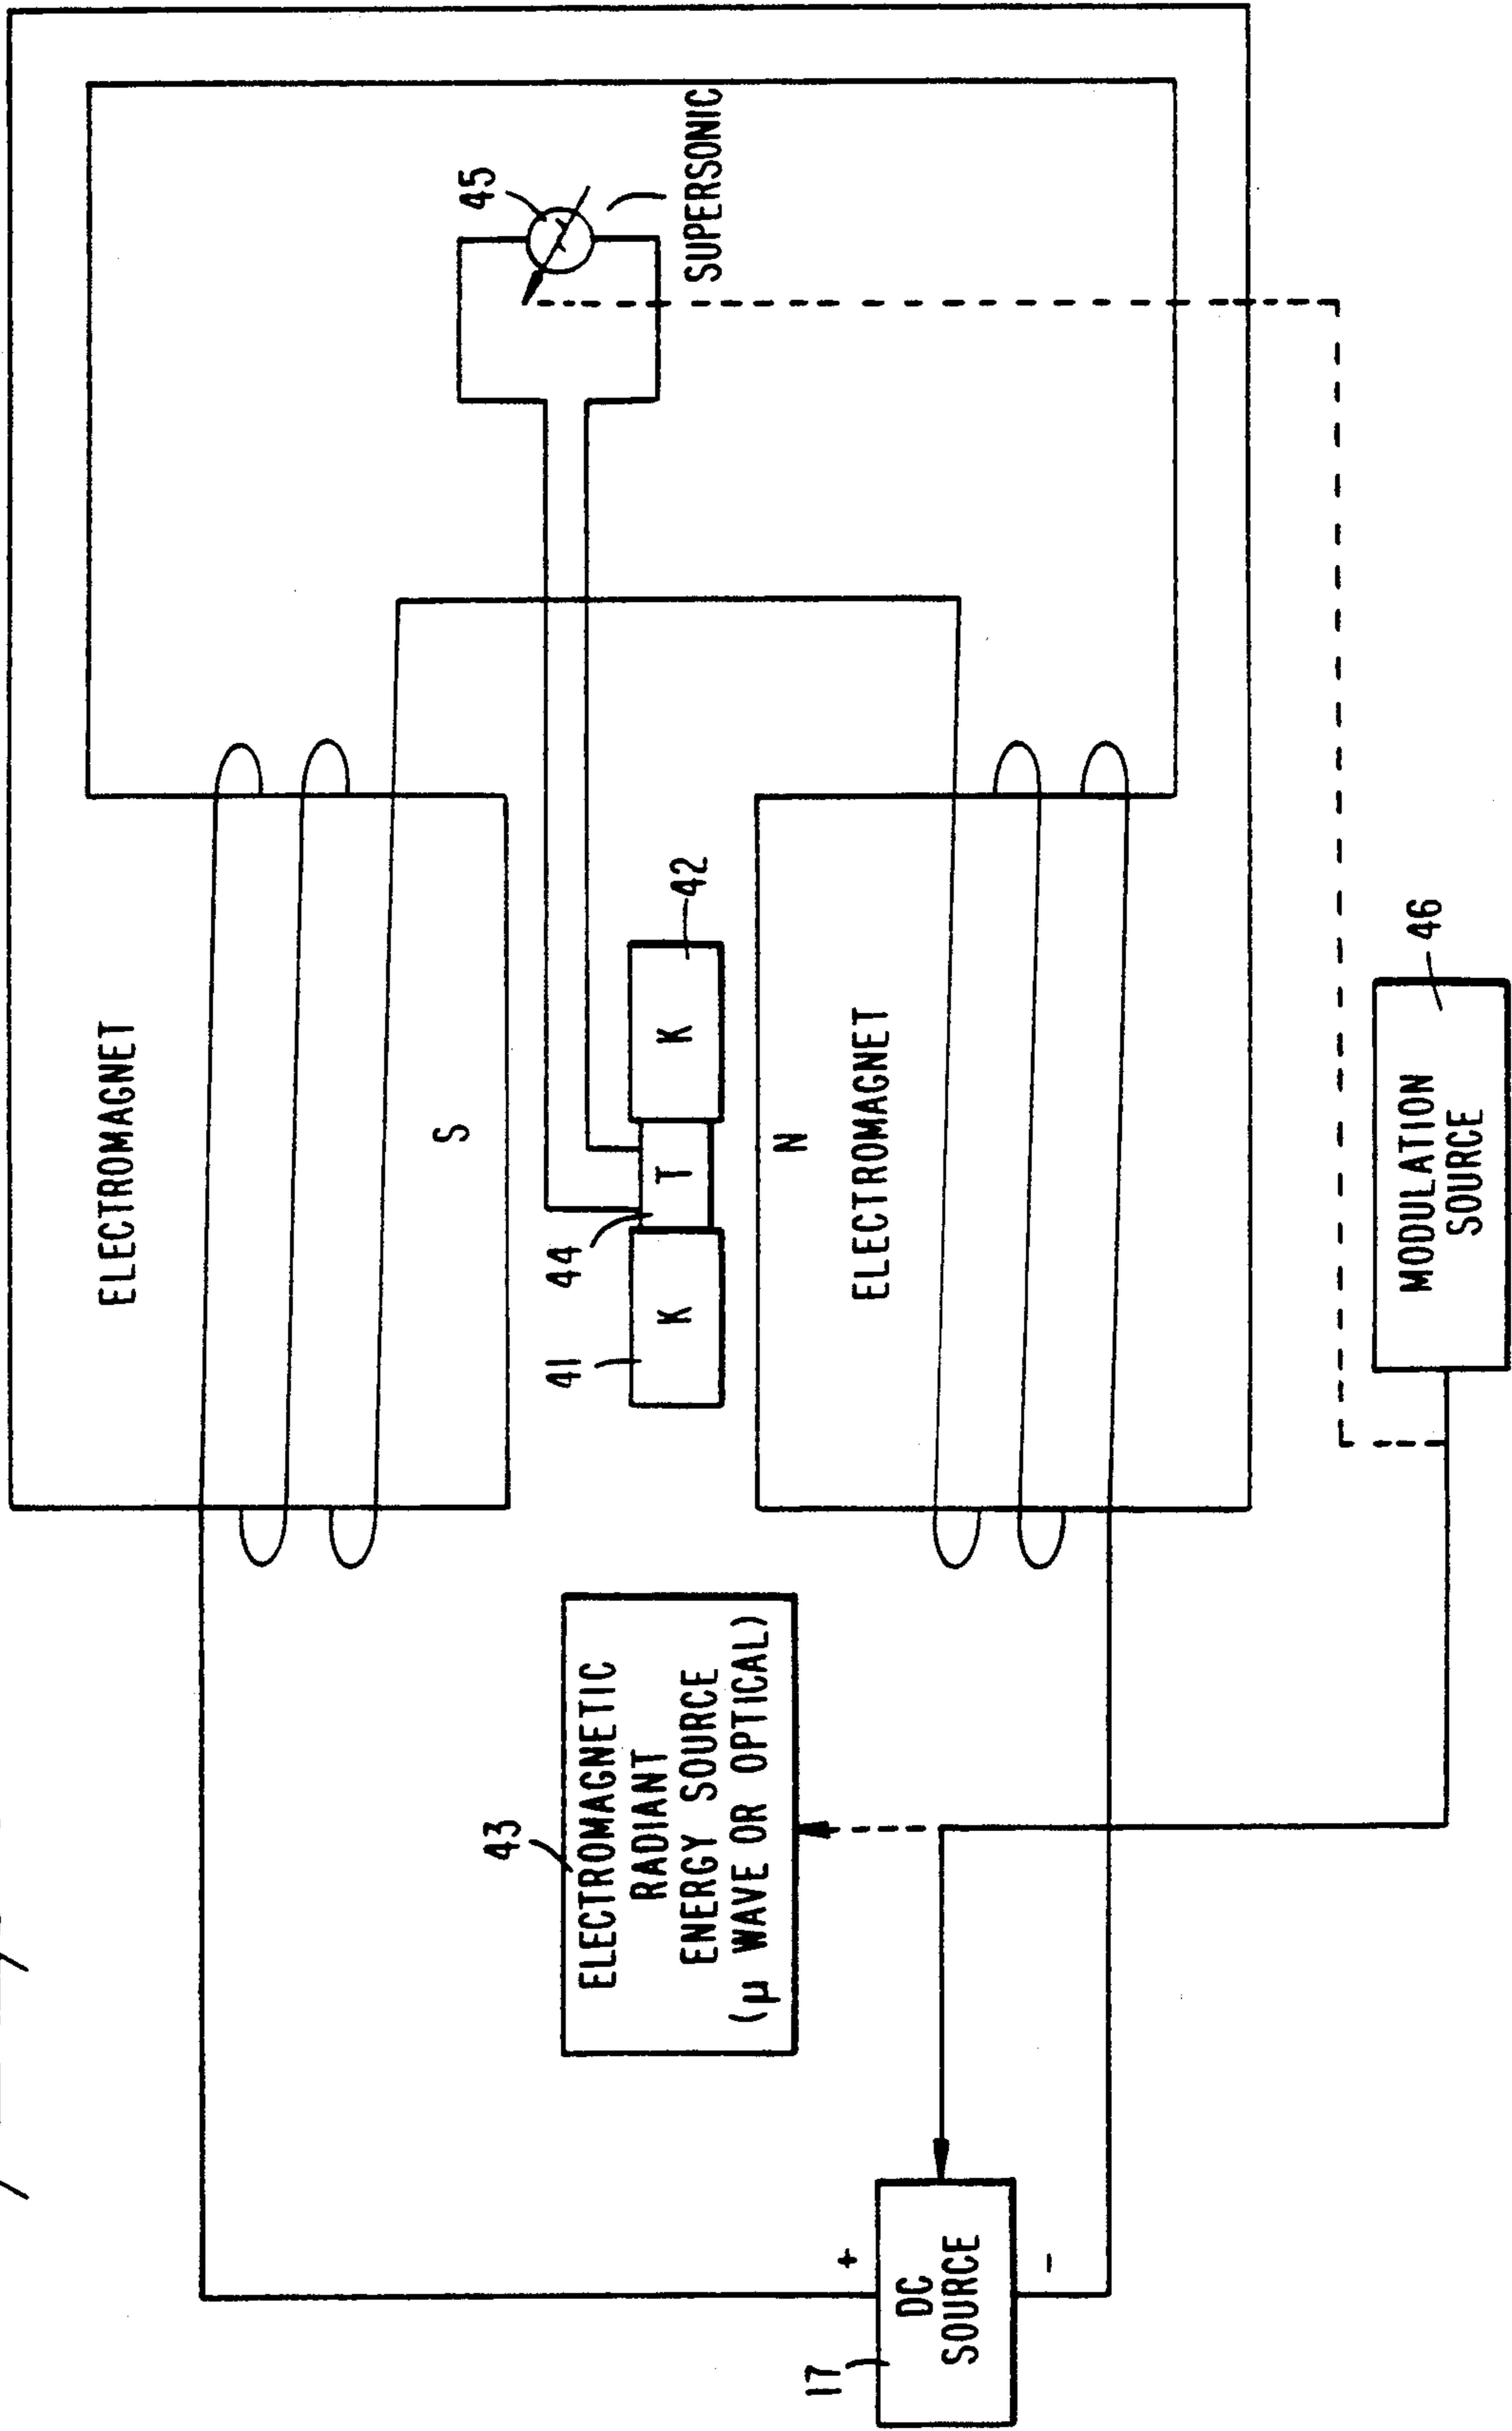 ELECTROMAGNET
S
45
SUPERSONIC
41
K
44
T
K
42
N
ELECTROMAGNET
43
ELECTROMAGNETIC
RADIANT
ENERGY SOURCE
(µ WAVE OR OPTICAL)
17
DC
SOURCE
+
-
MODULATION
SOURCE
46